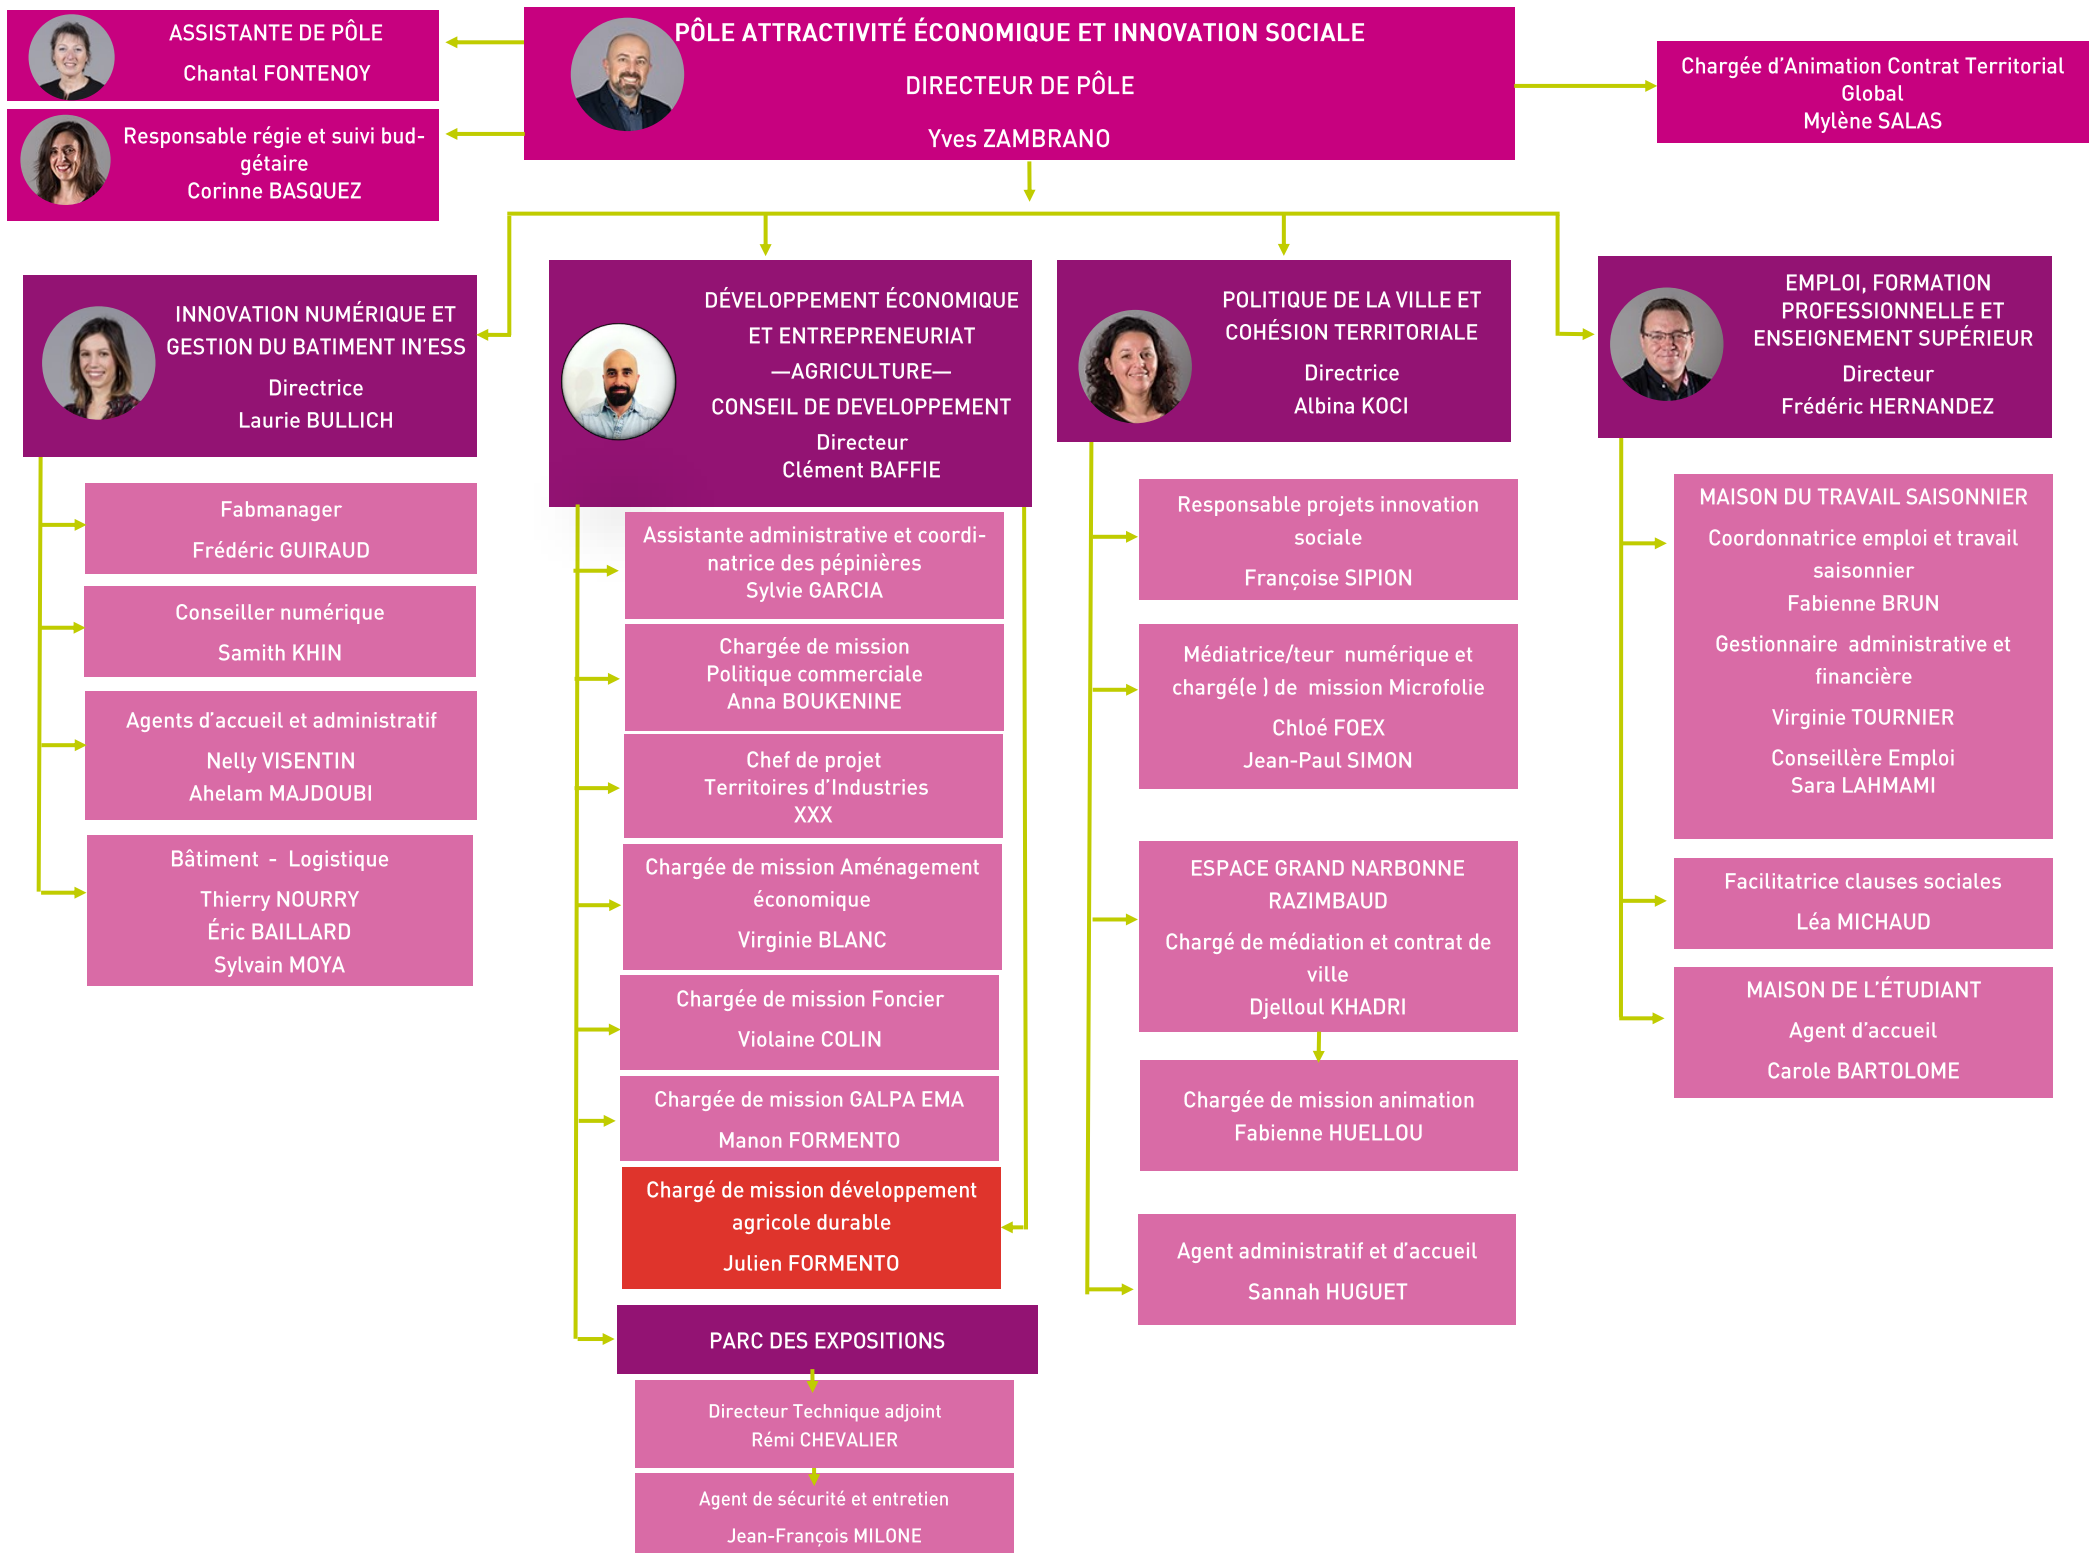 ASSISTANTE DE PÔLE
Chantal FONTENOY
Responsable régie et suivi bud-
gétaire
Corinne BASQUEZ
PÔLE ATTRACTIVITÉ ÉCONOMIQUE ET INNOVATION SOCIALE
DIRECTEUR DE PÔLE
Yves ZAMBRANO
Chargée d’Animation Contrat Territorial
Global
Mylène SALAS
INNOVATION NUMÉRIQUE ET
GESTION DU BATIMENT IN’ESS
Directrice
Laurie BULLICH
Fabmanager
Frédéric GUIRAUD
Conseiller numérique
Samith KHIN
Agents d’accueil et administratif
Nelly VISENTIN
Ahelam MAJDOUBI
Bâtiment - Logistique
Thierry NOURRY
Éric BAILLARD
Sylvain MOYA
DÉVELOPPEMENT ÉCONOMIQUE
ET ENTREPRENEURIAT
—AGRICULTURE—
CONSEIL DE DEVELOPPEMENT
Directeur
Clément BAFFIE
Assistante administrative et coordi-
natrice des pépinières
Sylvie GARCIA
Chargée de mission
Politique commerciale
Anna BOUKENINE
Chef de projet
Territoires d’Industries
XXX
Chargée de mission Aménagement
économique
Virginie BLANC
Chargée de mission Foncier
Violaine COLIN
Chargée de mission GALPA EMA
Manon FORMENTO
Chargé de mission développement
agricole durable
Julien FORMENTO
PARC DES EXPOSITIONS
Directeur Technique adjoint
Rémi CHEVALIER
Agent de sécurité et entretien
Jean-François MILONE
POLITIQUE DE LA VILLE ET
COHÉSION TERRITORIALE
Directrice
Albina KOCI
Responsable projets innovation
sociale
Françoise SIPION
Médiatrice/teur numérique et
chargé(e ) de mission Microfolie
Chloé FOEX
Jean-Paul SIMON
ESPACE GRAND NARBONNE
RAZIMBAUD
Chargé de médiation et contrat de
ville
Djelloul KHADRI
Chargée de mission animation
Fabienne HUELLOU
Agent administratif et d’accueil
Sannah HUGUET
EMPLOI, FORMATION
PROFESSIONNELLE ET
ENSEIGNEMENT SUPÉRIEUR
Directeur
Frédéric HERNANDEZ
MAISON DU TRAVAIL SAISONNIER
Coordonnatrice emploi et travail
saisonnier
Fabienne BRUN
Gestionnaire administrative et
financière
Virginie TOURNIER
Conseillère Emploi
Sara LAHMAMI
Facilitatrice clauses sociales
Léa MICHAUD
MAISON DE L’ÉTUDIANT
Agent d’accueil
Carole BARTOLOME